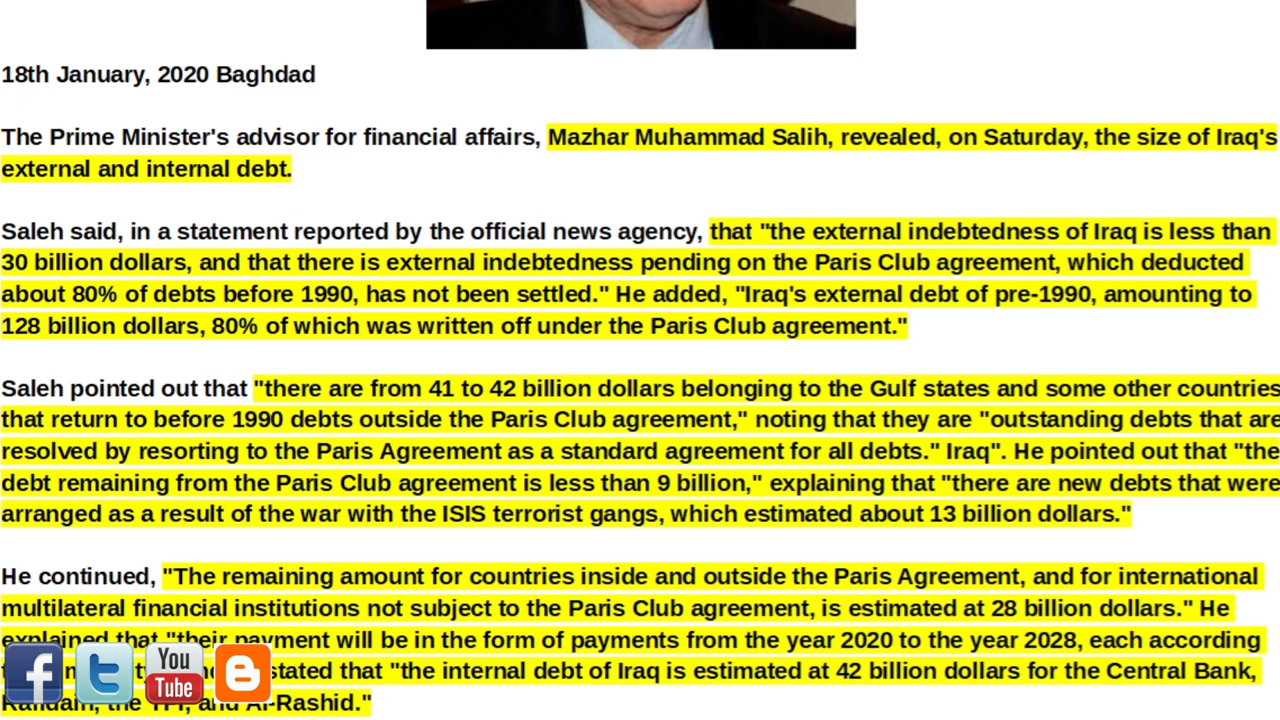 18th January, 2020 Baghdad
The Prime Minister's advisor for financial affairs, Mazhar Muhammad Salih, revealed, on Saturday, the size of Iraq's
external and internal debt.
Saleh said, in a statement reported by the official news agency, that "the external indebtedness of Iraq is less than
30 billion dollars, and that there is external indebtedness pending on the Paris Club agreement, which deducted
about 80% of debts before 1990, has not been settled." He added, "Iraq's external debt of pre-1990, amounting to
128 billion dollars, 80% of which was written off under the Paris Club agreement."
Saleh pointed out that "there are from 41 to 42 billion dollars belonging to the Gulf states and some other countries
that return to before 1990 debts outside the Paris Club agreement," noting that they are "outstanding debts that are
resolved by resorting to the Paris Agreement as a standard agreement for all debts." Iraq". He pointed out that "the
debt remaining from the Paris Club agreement is less than 9 billion," explaining that "there are new debts that were
arranged as a result of the war with the ISIS terrorist gangs, which estimated about 13 billion dollars."
He continued, "The remaining amount for countries inside and outside the Paris Agreement, and for international
multilateral financial institutions not subject to the Paris Club agreement, is estimated at 28 billion dollars." He
explained that "their payment will be in the form of payments from the year 2020 to the year 2028, each according
stated that "the internal debt of Iraq is estimated at 42 billion dollars for the Central Bank,
Rafidain, the TPI, and Al-Rashid."
You
Tube